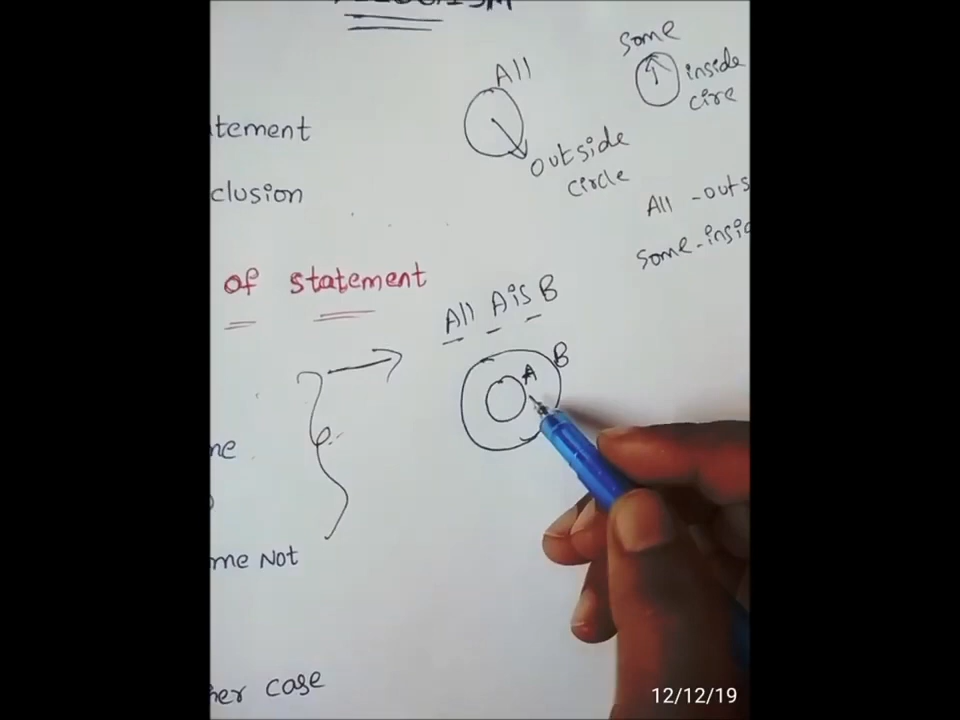 All
some
inside
cire
tement
outside
circle
clusion
All - outs
some - insid
of statement
All A is B
B
A
me
me Not
her case
12/12/19